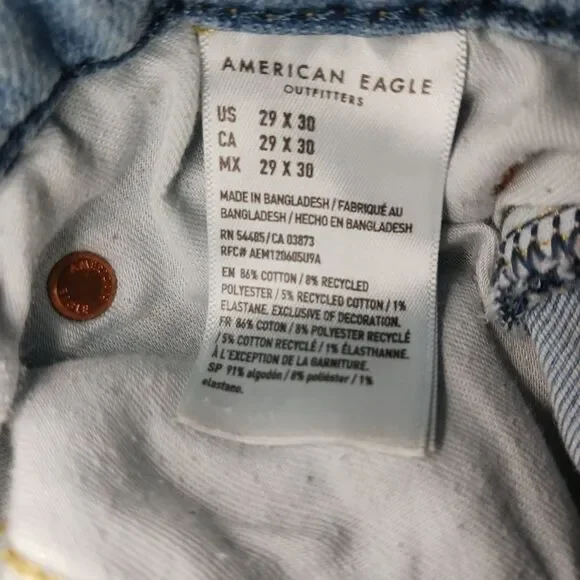 AMERICAN EAGLE
OUTFITTERS
US 29 X 30
CA 29 X 30
MX 29 X 30
MADE IN BANGLADESH / FABRIQUÉ AU
BANGLADESH / HECHO EN BANGLADESH
RN 54485/CA 03873
RFC# AEM120605U9A
EN 86% COTTON / 8% RECYCLED
POLYESTER / 5% RECYCLED COTTON / 1%
ELASTANE. EXCLUSIVE OF DECORATION.
FR 86% COTON / 8% POLYESTER RECYCLÉ
/ 5% COTTON RECYCLÉ / 1% ÉLASTHANNE.
À L'EXCEPTION DE LA GARNITURE.
SP 91% algodón / 8% poliéster / 1%
elastano.
AMERICAN